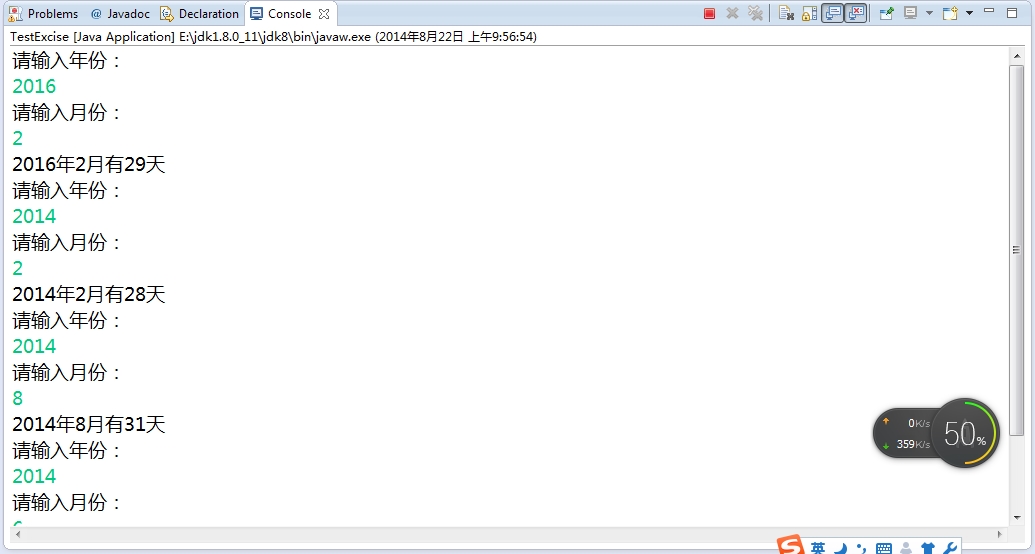 Problems @ Javadoc Declaration Console
TestExcise [Java Application] E:\jdk1.8.0_11\jdk8\bin\javaw.exe (2014年8月22日 上午9:56:54)
请输入年份：
2016
请输入月份：
2
2016年2月有29天
请输入年份：
2014
请输入月份：
2
2014年2月有28天
请输入年份：
2014
请输入月份：
8
2014年8月有31天
请输入年份：
2014
请输入月份：
0K/s
359K/s
50%
S 英